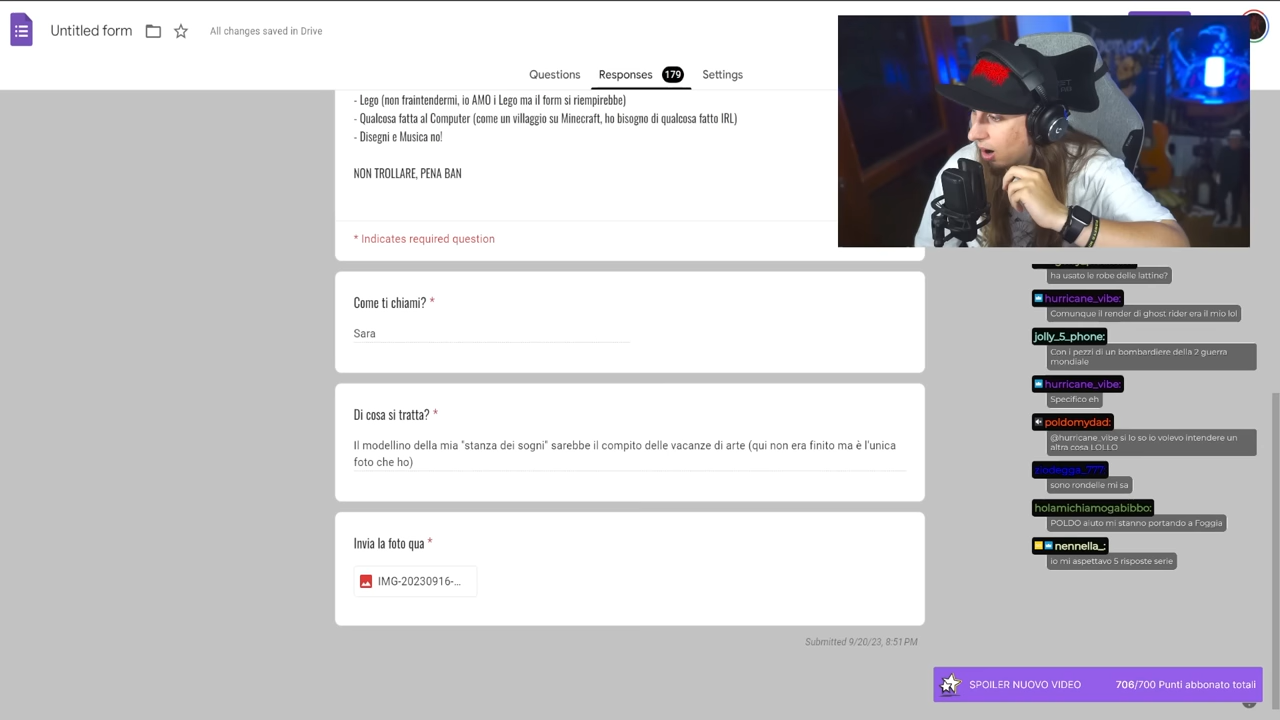 Untitled form
All changes saved in Drive
Questions
Responses 179
Settings
- Lego (non fraintendermi, io AMO i Lego ma il form si riempirebbe)
- Qualcosa fatta al Computer (come un villaggio su Minecraft, ho bisogno di qualcosa fatto IRL)
- Disegni e Musica no!
NON TROLLARE, PENA BAN
* Indicates required question
Come ti chiami? *
Sara
Di cosa si tratta? *
Il modellino della mia "stanza dei sogni" sarebbe il compito delle vacanze di arte (qui non era finito ma è l'unica
foto che ho)
Invia la foto qua *
IMG-20230916-...
Submitted 9/20/23, 8:51 PM
ha usato le robe delle lattine?
hurricane_vibe:
Comunque il render di ghost rider era il mio lol
jolly_5_phone:
Con i pezzi di un bombardiere della 2 guerra
mondiale
hurricane_vibe:
Specifico eh
poldomydad:
@hurricane_vibe si lo so io volevo intendere un
altra cosa LOLLO
ziodegga_777:
sono rondelle mi sa
holamichiamogabibbo:
POLDO aiuto mi stanno portando a Foggia
nennella_:
io mi aspettavo 5 risposte serie
SPOILER NUOVO VIDEO
706/700 Punti abbonato totali